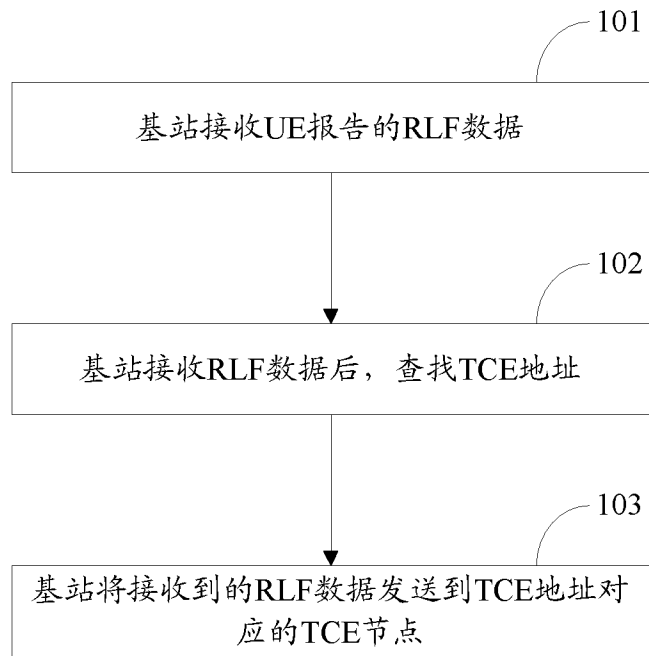 101
基站接收UE报告的RLF数据
102
基站接收RLF数据后，查找TCE地址
103
基站将接收到的RLF数据发送到TCE地址对
应的TCE节点